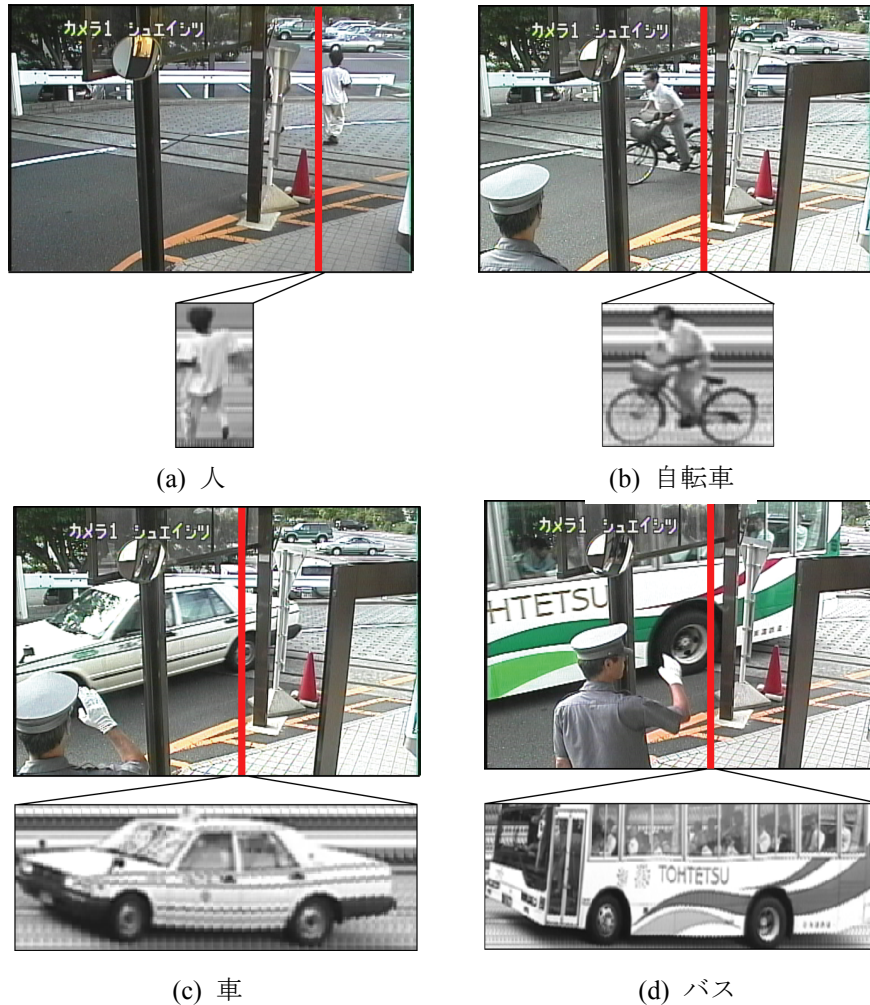 カメラ1 シュエイシツ
カメラ1 シュエイシツ
(a) 人
(b) 自転車
カメラ1 シュエイシツ
カメラ1 シュエイシツ
HTETSU
TOHTETSU
(c) 車
(d) バス